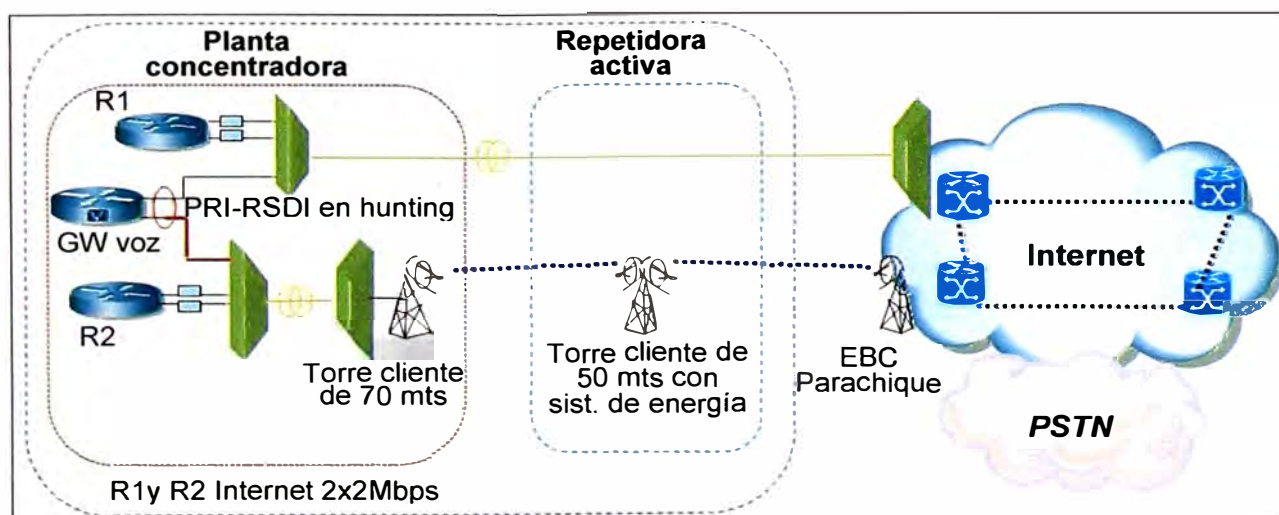 Planta
concentradora
Repetidora
activa
R1
PRI-RSDI en hunting
GW voz
V
R2
Internet
Torre cliente
de 70 mts
Torre cliente de
50 mts con
sist. de energía
EBC
Parachique
PSTN
R1y R2 Internet 2x2Mbps